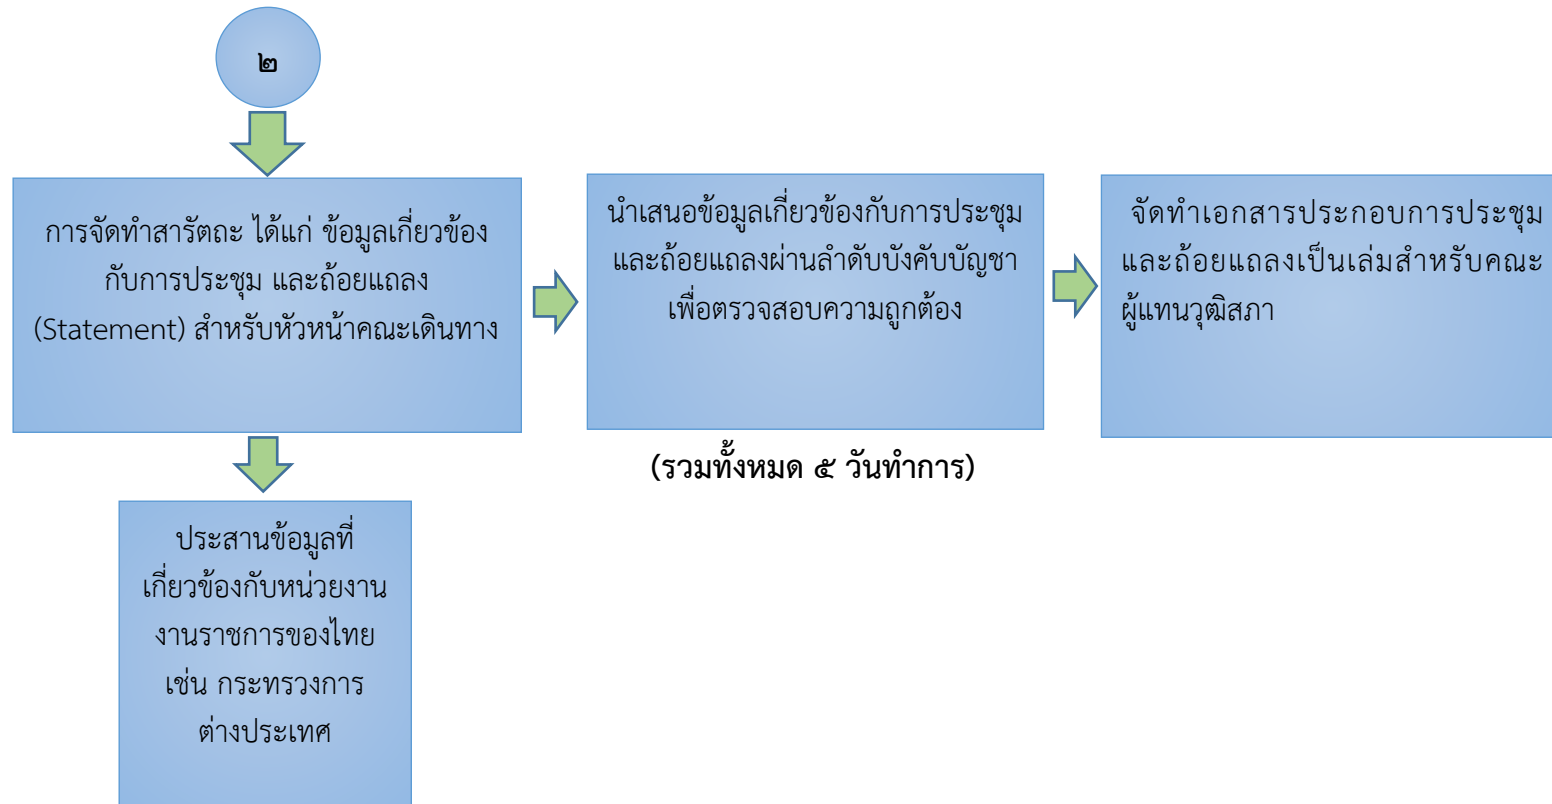 ๒
การจัดทำสารัตถะ ได้แก่ ข้อมูลเกี่ยวข้อง
กับการประชุม และถ้อยแถลง
(Statement) สำหรับหัวหน้าคณะเดินทาง
นำเสนอข้อมูลเกี่ยวข้องกับการประชุม
และถ้อยแถลงผ่านลำดับบังคับบัญชา
เพื่อตรวจสอบความถูกต้อง
จัดทำเอกสารประกอบการประชุม
และถ้อยแถลงเป็นเล่มสำหรับคณะ
ผู้แทนวุฒิสภา
(รวมทั้งหมด ๕ วันทำการ)
ประสานข้อมูลที่
เกี่ยวข้องกับหน่วยงาน
งานราชการของไทย
เช่น กระทรวงการ
ต่างประเทศ